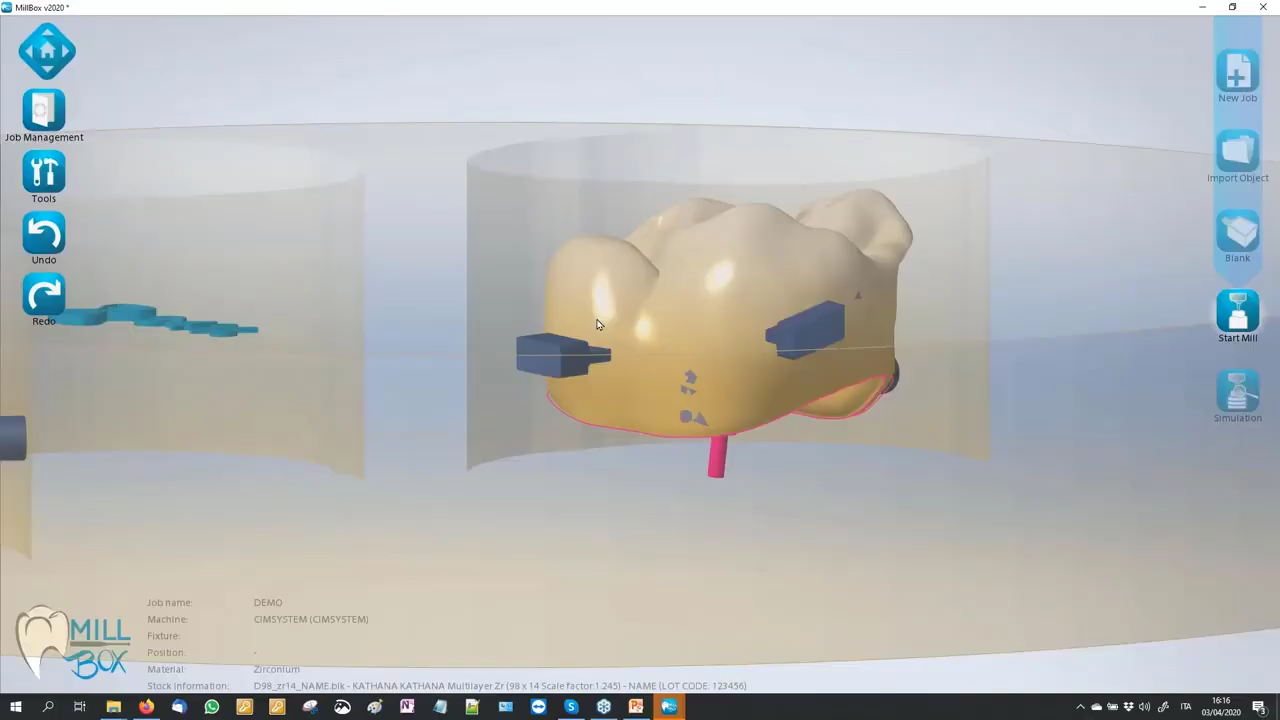 MillBox v2020 *
Job Management
Tools
Undo
Redo
New Job
Import Object
Blank
Start Mill
Simulation
MILL
BOX
Job name: DEMO
Machine: CIMSYSTEM (CIMSYSTEM)
Fixture:
Position: -
Material: Zirconium
Stock Information: D98_zr14_NAME.blk - KATHANA KATHANA Multilayer Zr (98 x 14 Scale factor:1.245) - NAME (LOT CODE: 123456)
ITA
16:16
03/04/2020